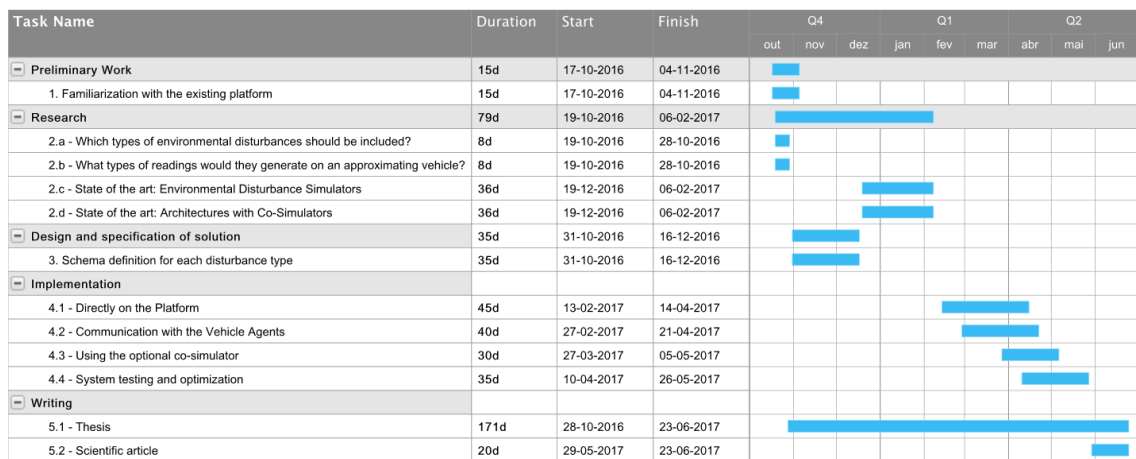 Task Name Duration Start Finish Q4 Q1 Q2
out nov dez jan fev mar abr mai jun
Preliminary Work 15d 17-10-2016 04-11-2016
1. Familiarization with the existing platform 15d 17-10-2016 04-11-2016
Research 79d 19-10-2016 06-02-2017
2.a - Which types of environmental disturbances should be included? 8d 19-10-2016 28-10-2016
2.b - What types of readings would they generate on an approximating vehicle? 8d 19-10-2016 28-10-2016
2.c - State of the art: Environmental Disturbance Simulators 36d 19-12-2016 06-02-2017
2.d - State of the art: Architectures with Co-Simulators 36d 19-12-2016 06-02-2017
Design and specification of solution 35d 31-10-2016 16-12-2016
3. Schema definition for each disturbance type 35d 31-10-2016 16-12-2016
Implementation
4.1 - Directly on the Platform 45d 13-02-2017 14-04-2017
4.2 - Communication with the Vehicle Agents 40d 27-02-2017 21-04-2017
4.3 - Using the optional co-simulator 30d 27-03-2017 05-05-2017
4.4 - System testing and optimization 35d 10-04-2017 26-05-2017
Writing
5.1 - Thesis 171d 28-10-2016 23-06-2017
5.2 - Scientific article 20d 29-05-2017 23-06-2017